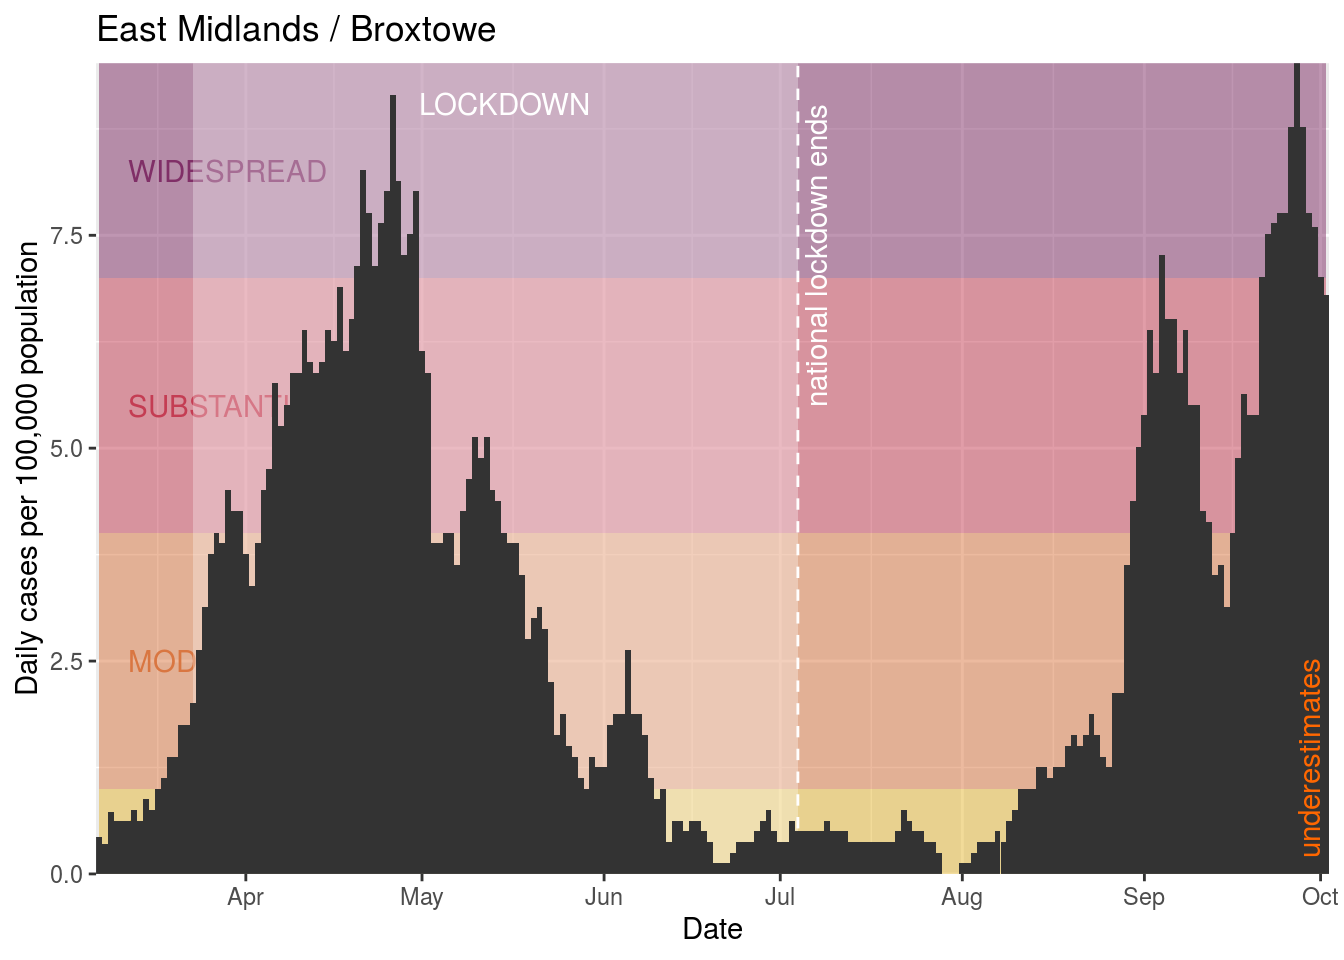 East Midlands / Broxtowe
LOCKDOWN
WIDESPREAD
national lockdown ends
SUBSTANTI
MOD
underestimates
Daily cases per 100,000 population
7.5
5.0
2.5
0.0
Apr May Jun Jul Aug Sep Oct
Date